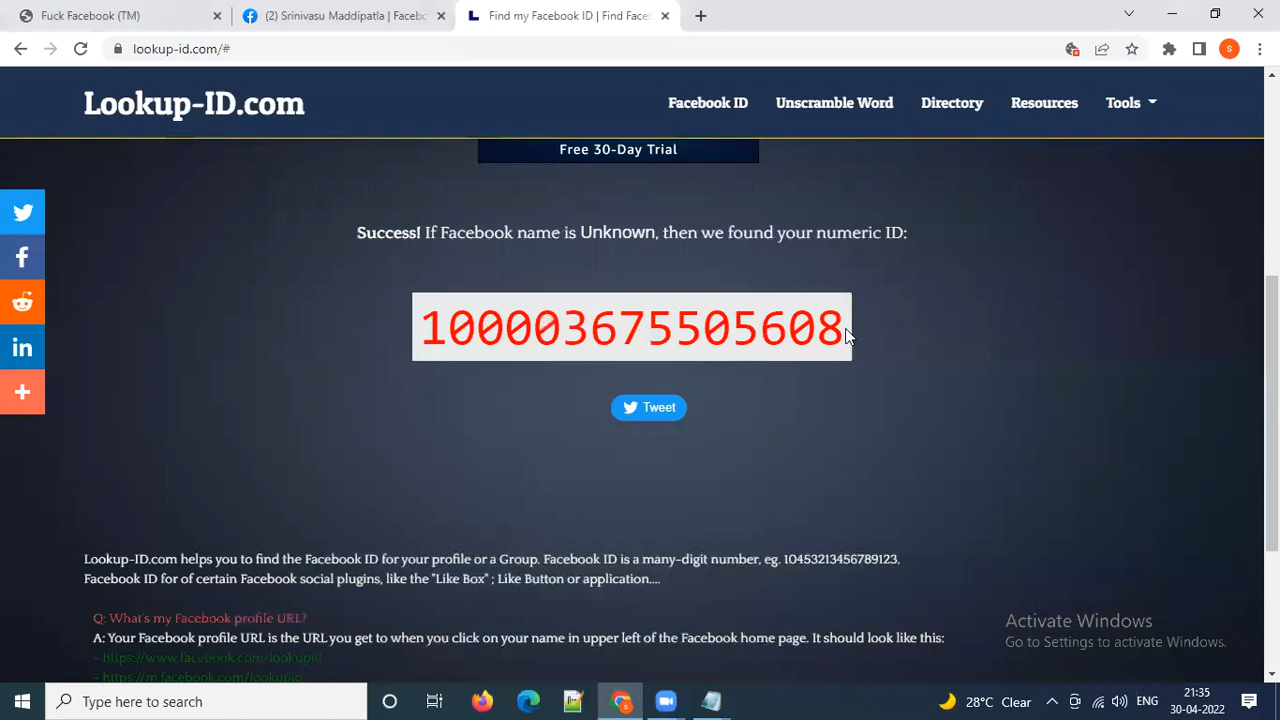 Fuck Facebook (TM)
(2) Srinivasu Maddipatla | Facebo
Find my Facebook ID | Find Faceb
lookup-id.com/#
S
Lookup-ID.com
Facebook ID
Unscramble Word
Directory
Resources
Tools
Free 30-Day Trial
Success! If Facebook name is Unknown, then we found your numeric ID:
100003675505608
Tweet
Lookup-ID.com helps you to find the Facebook ID for your profile or a Group. Facebook ID is a many-digit number, eg. 10453213456789123,
Facebook ID for of certain Facebook social plugins, like the "Like Box" ; Like Button or application....
Q: What's my Facebook profile URL?
A: Your Facebook profile URL is the URL you get to when you click on your name in upper left of the Facebook home page. It should look like this:
- https://www.facebook.com/lookupid
- https://m.facebook.com/lookupid
Activate Windows
Go to Settings to activate Windows.
Type here to search
28°C Clear
ENG
21:35
30-04-2022